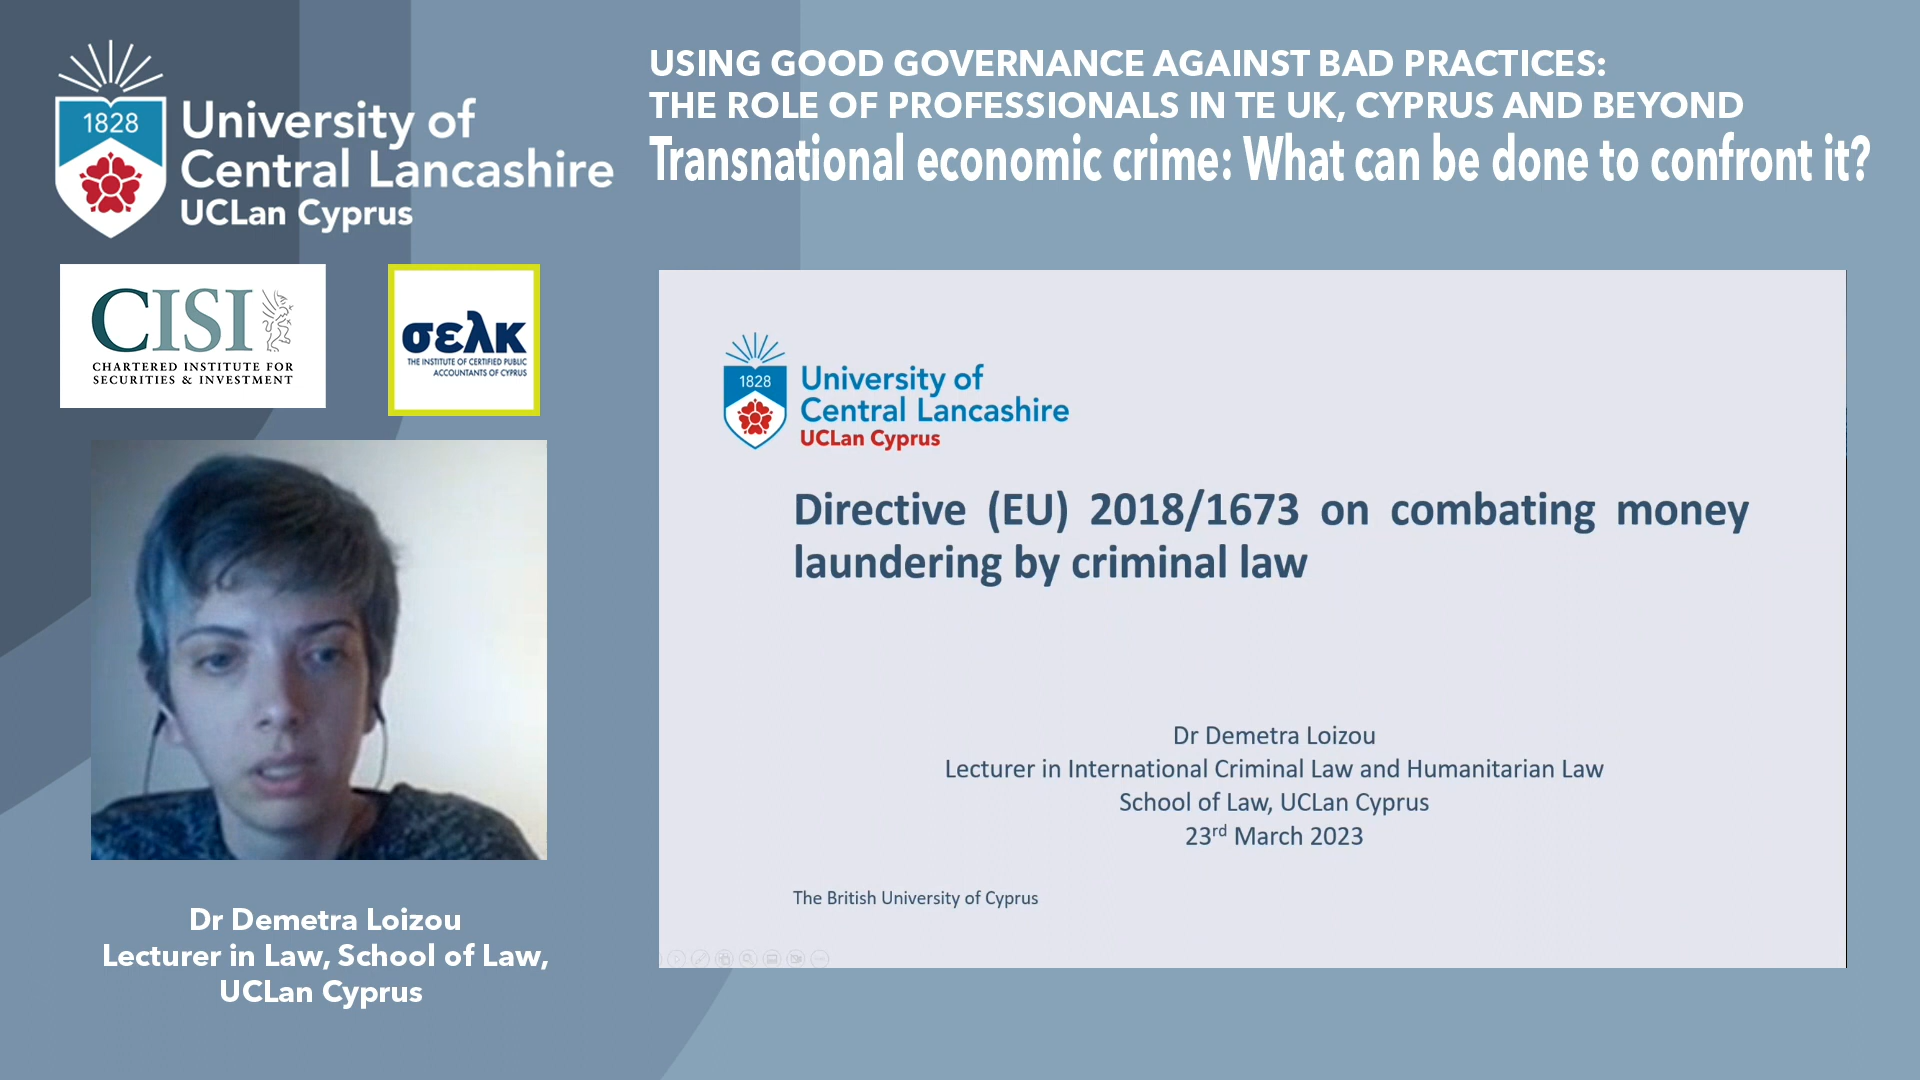 1828
University of
Central Lancashire
UCLan Cyprus
USING GOOD GOVERNANCE AGAINST BAD PRACTICES:
THE ROLE OF PROFESSIONALS IN TE UK, CYPRUS AND BEYOND
Transnational economic crime: What can be done to confront it?
CISI
CHARTERED INSTITUTE FOR
SECURITIES & INVESTMENT
σελκ
THE INSTITUTE OF CERTIFIED PUBLIC
ACCOUNTANTS OF CYPRUS
1828
University of
Central Lancashire
UCLan Cyprus
Directive (EU) 2018/1673 on combating money
laundering by criminal law
Dr Demetra Loizou
Lecturer in International Criminal Law and Humanitarian Law
School of Law, UCLan Cyprus
23rd March 2023
The British University of Cyprus
Dr Demetra Loizou
Lecturer in Law, School of Law,
UCLan Cyprus